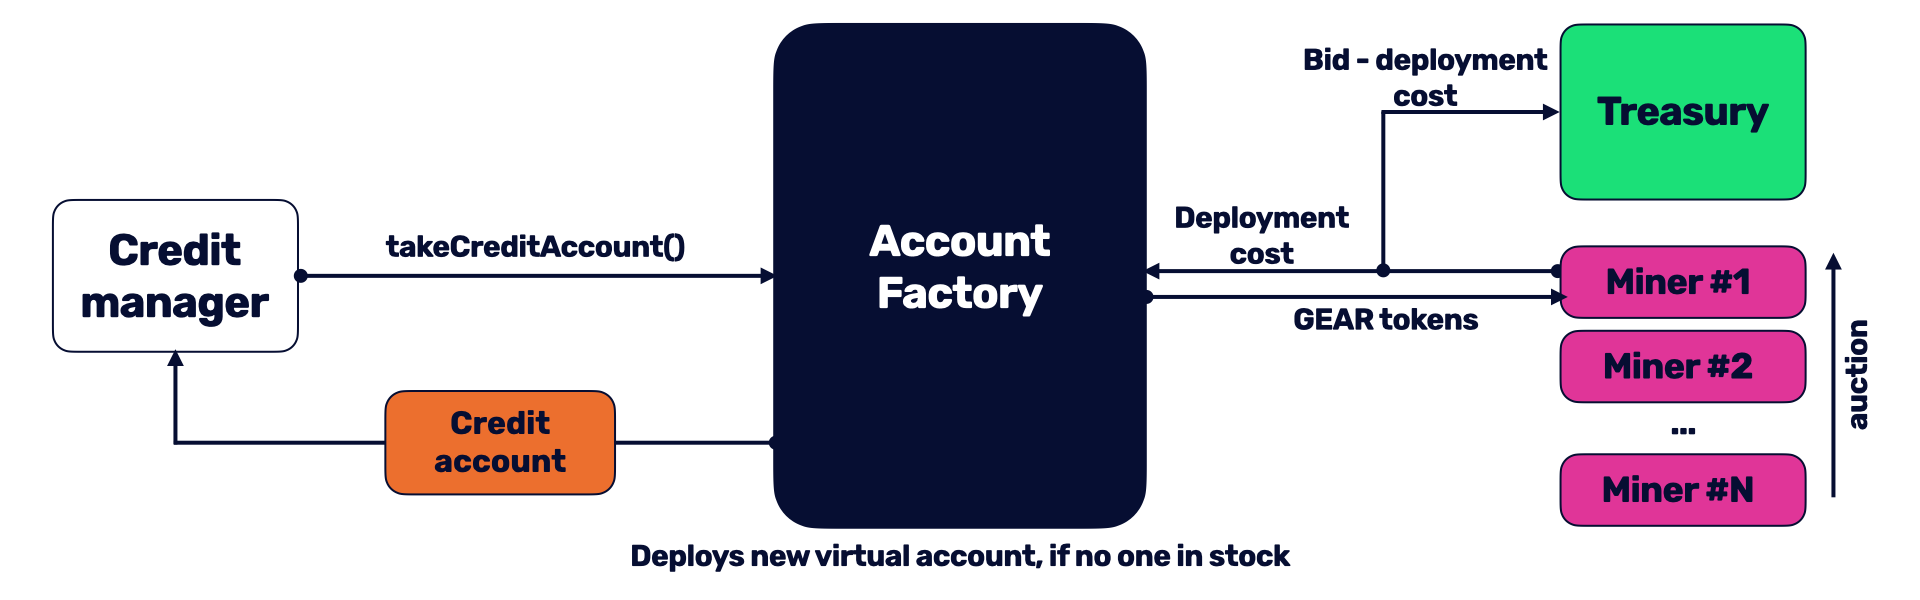 Credit
manager
takeCreditAccount()
Credit
account
Account
Factory
Deploys new virtual account, if no one in stock
Bid - deployment
cost
Deployment
cost
GEAR tokens
Treasury
Miner #1
Miner #2
...
Miner #N
auction